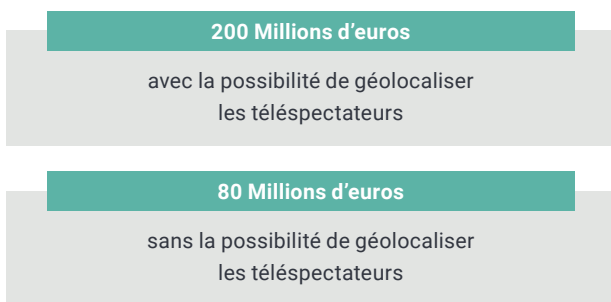 200 Millions d’euros
avec la possibilité de géolocaliser
les téléspectateurs
80 Millions d’euros
sans la possibilité de géolocaliser
les téléspectateurs